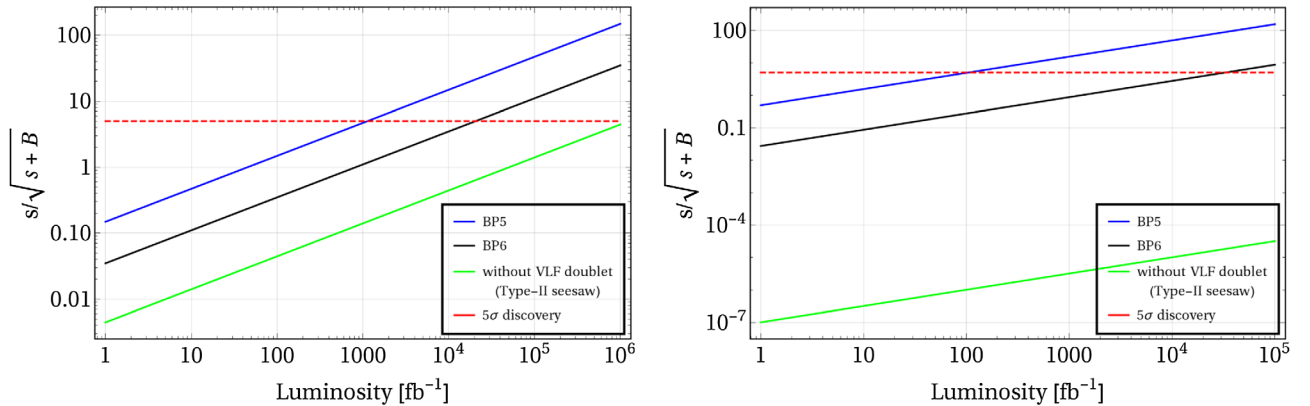 100
10
1
0.10
0.01
s/√s + B
1 10 100 1000 10⁴ 10⁵ 10⁶
Luminosity [fb⁻¹]
BP5
BP6
without VLF doublet
(Type−II seesaw)
5σ discovery
100
0.1
10⁻⁴
10⁻⁷
s/√s + B
1 10 100 1000 10⁴ 10⁵
Luminosity [fb⁻¹]
BP5
BP6
without VLF doublet
(Type−II seesaw)
5σ discovery